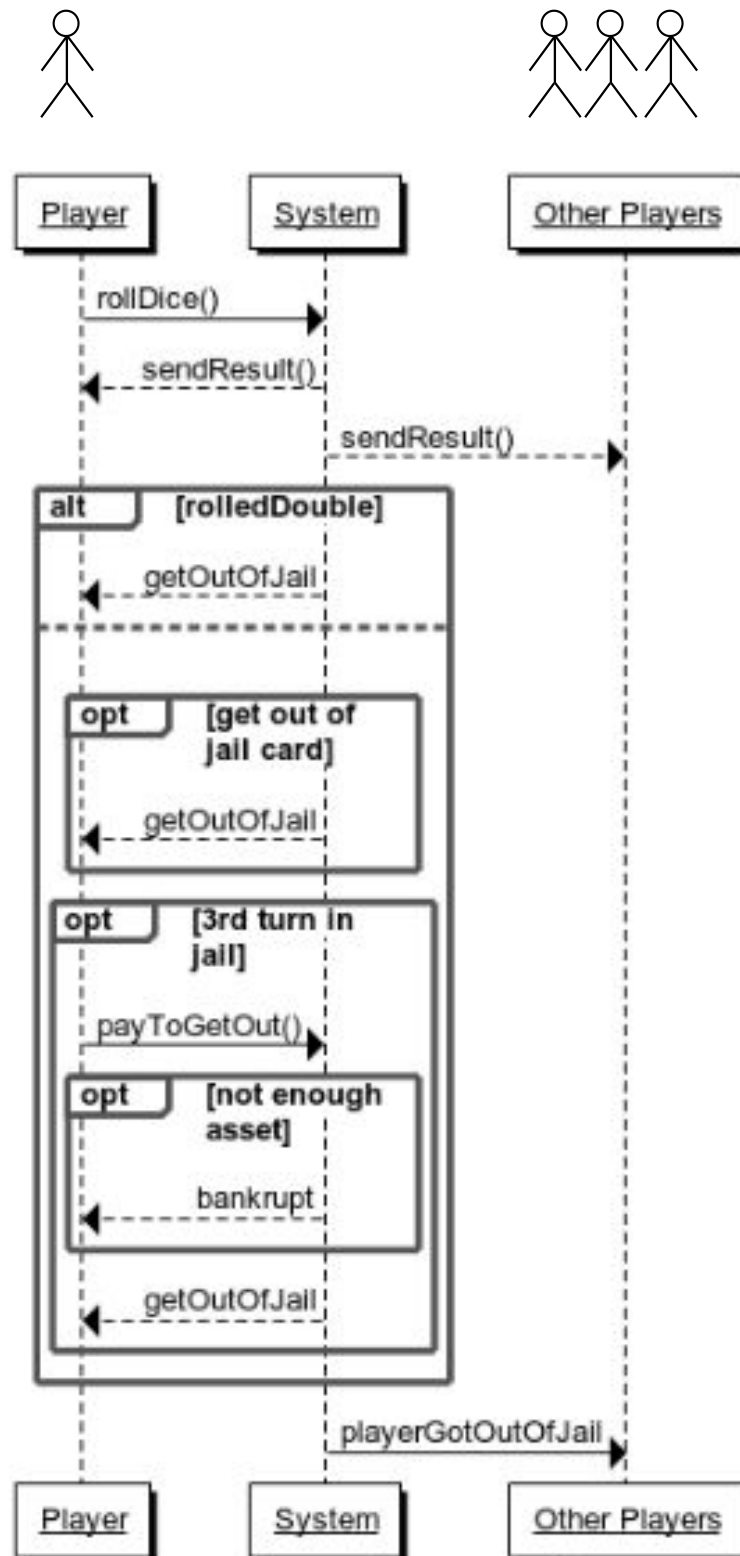 Player
System
Other Players
rollDice()
sendResult()
sendResult()
alt
[rolledDouble]
getOutOfJail
opt
[get out of
jail card]
getOutOfJail
opt
[3rd turn in
jail]
payToGetOut()
opt
[not enough
asset]
bankrupt
getOutOfJail
playerGotOutOfJail
Player
System
Other Players